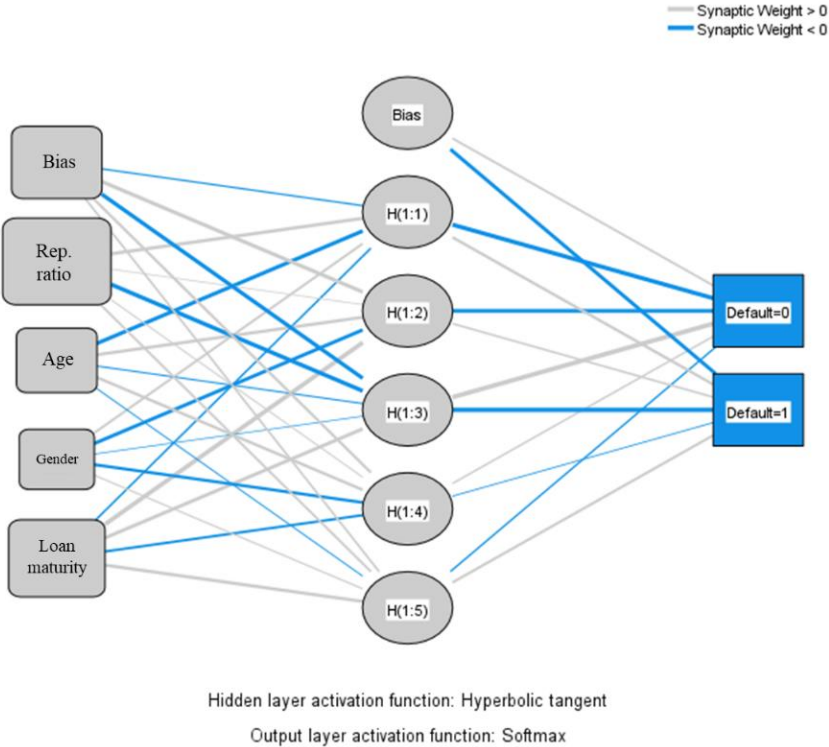 Synaptic Weight > 0
Synaptic Weight < 0
Bias
Bias
H(1:1)
Rep.
ratio
H(1:2)
Default=0
Age
H(1:3)
Default=1
Gender
H(1:4)
Loan
maturity
H(1:5)
Hidden layer activation function: Hyperbolic tangent
Output layer activation function: Softmax